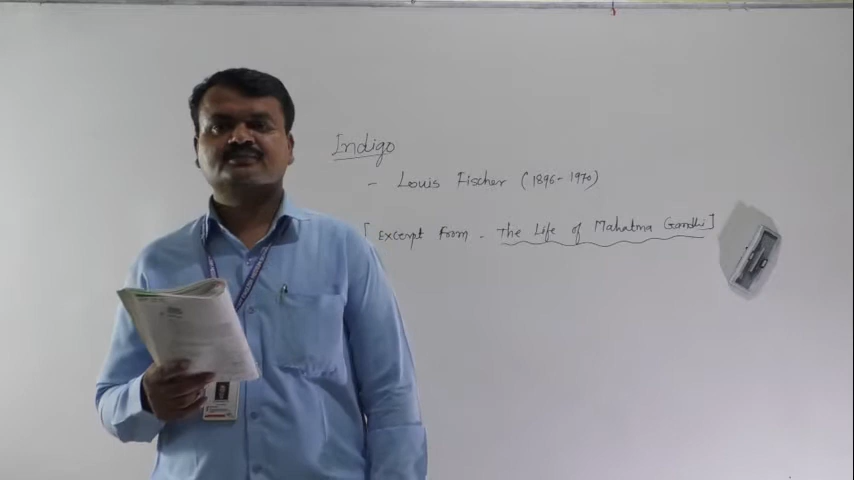 Indigo
- Louis Fischer (1896-1970)
[Excerpt form - The Life of Mahatma Gandhi]